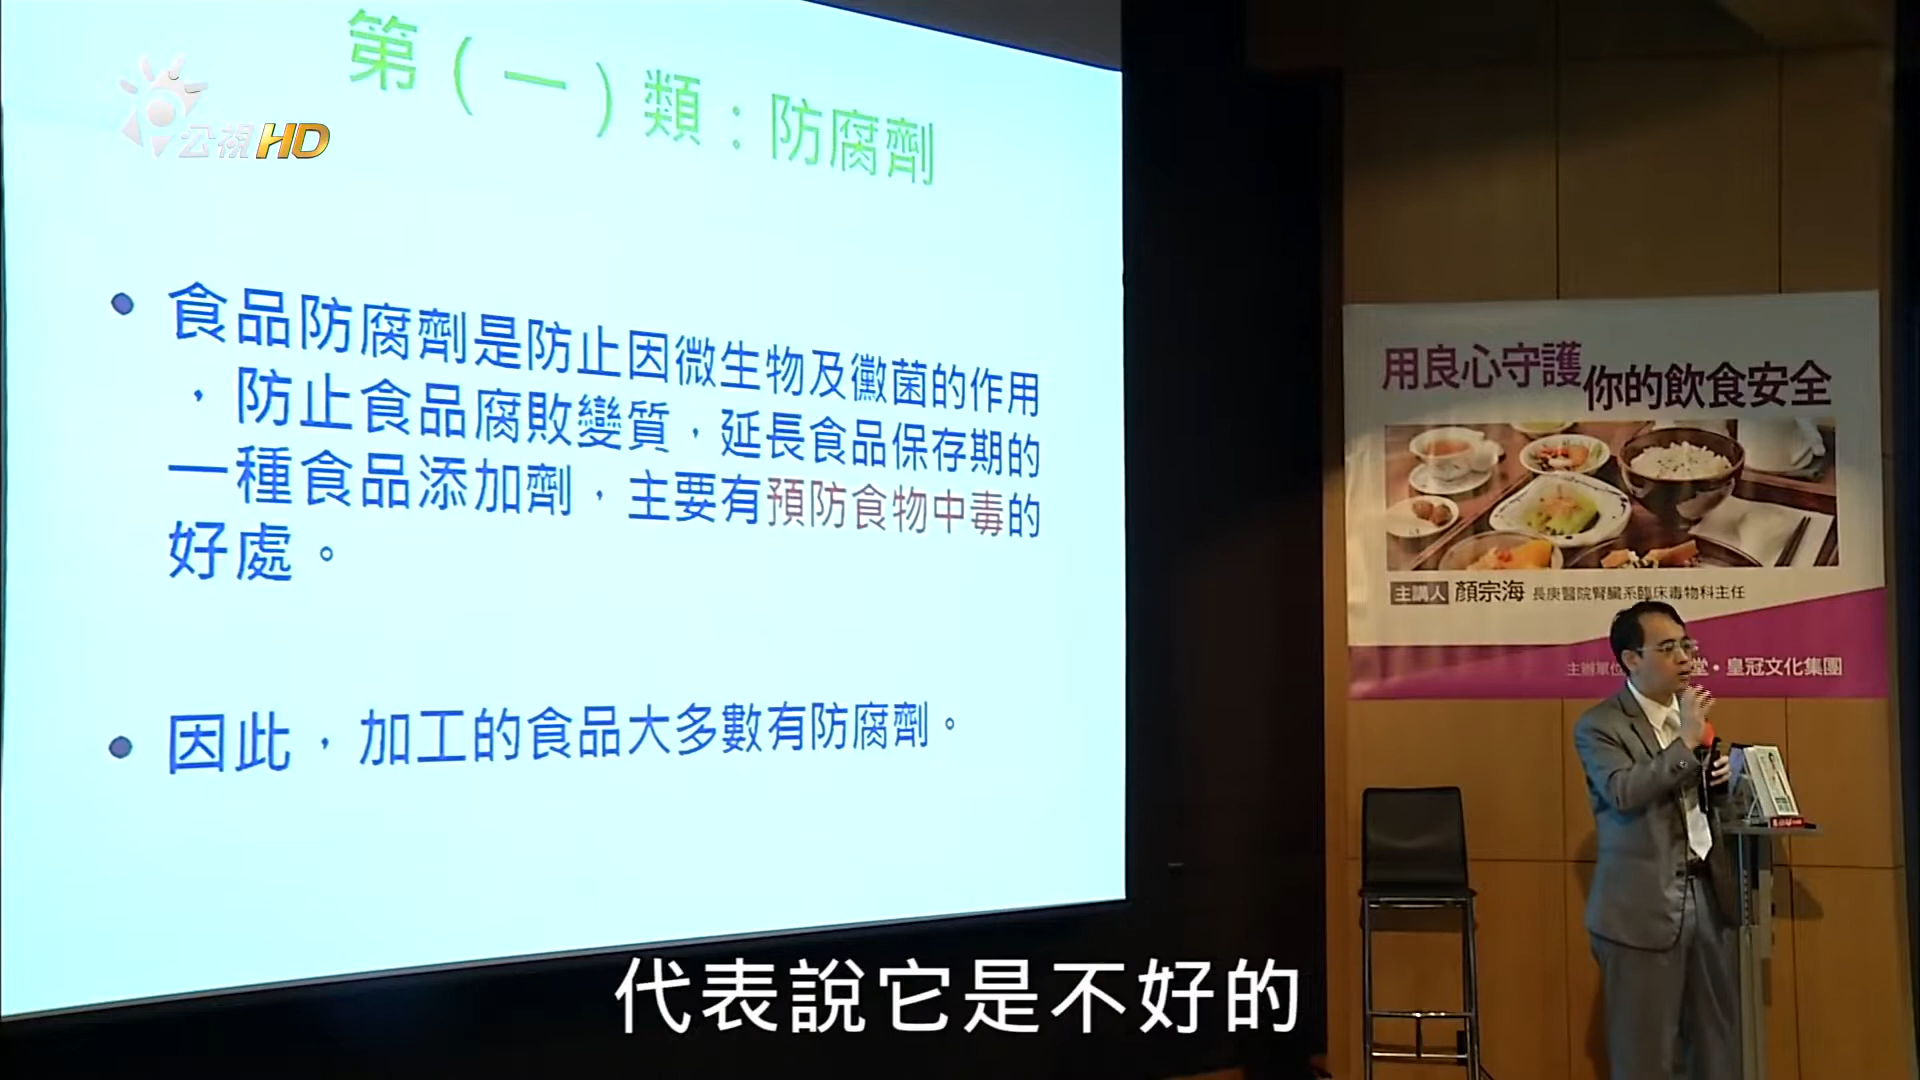 第（一）類：防腐劑
公視HD
• 食品防腐劑是防止因微生物及黴菌的作用
，防止食品腐敗變質，延長食品保存期的
一種食品添加劑，主要有預防食物中毒的
好處。
• 因此，加工的食品大多數有防腐劑。
用良心守護
你的飲食安全
主講人 顏宗海 長庚醫院腎臟系臨床毒物科主任
主辦單位 堂・皇冠文化集團
代表說它是不好的